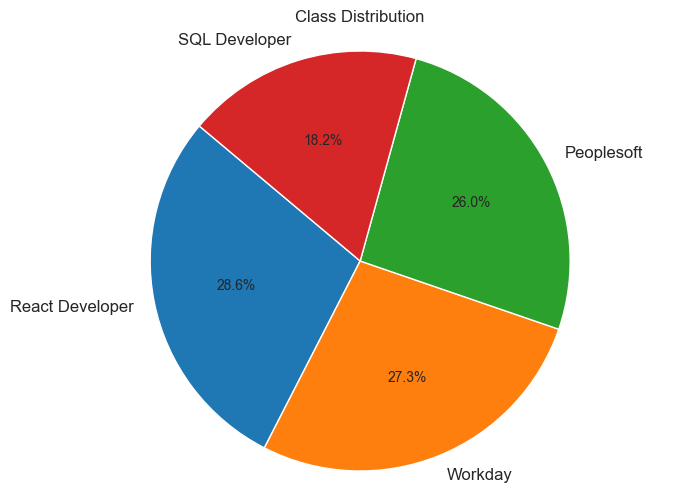 Class Distribution
SQL Developer
18.2%
Peoplesoft
26.0%
28.6%
React Developer
27.3%
Workday